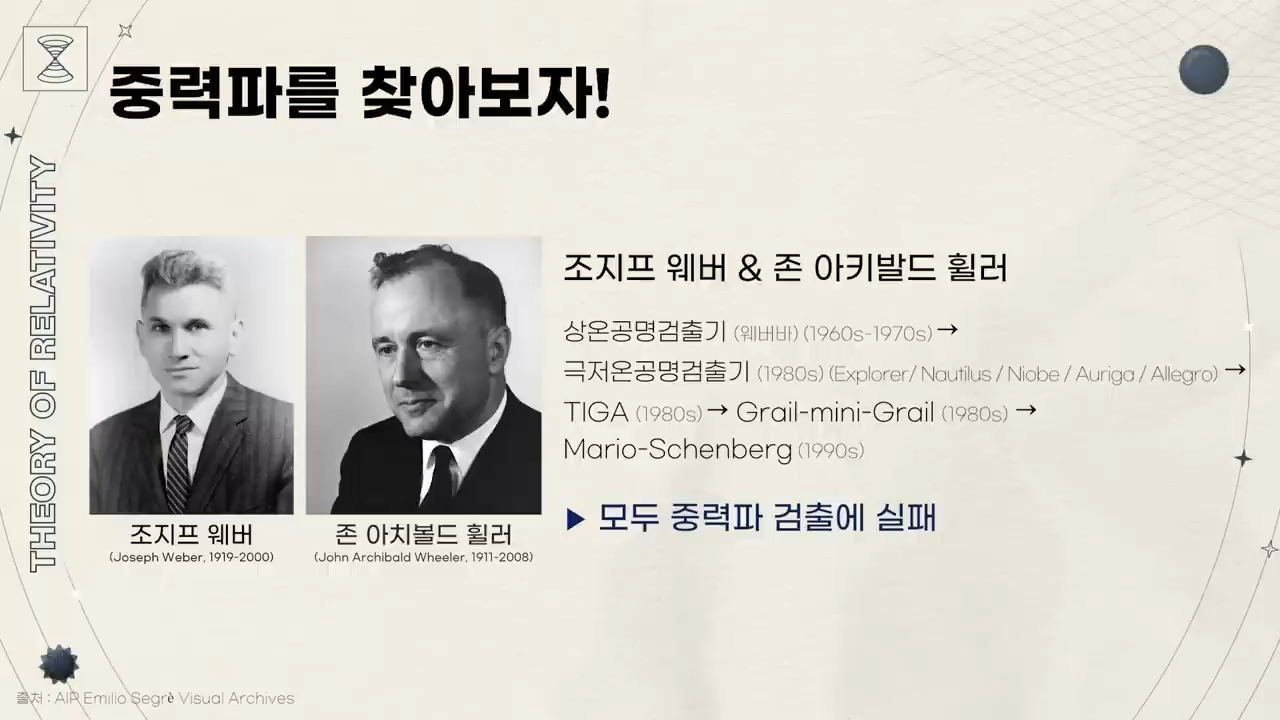 중력파를 찾아보자!
THEORY OF RELATIVITY
조지프 웨버 & 존 아키발드 휠러
상온공명검출기 (웨버바) (1960s-1970s) →
극저온공명검출기 (1980s) (Explorer / Nautilus / Niobe / Auriga / Allegro) →
TIGA (1980s) → Grail-mini-Grail (1980s) →
Mario-Schenberg (1990s)
▶ 모두 중력파 검출에 실패
조지프 웨버
(Joseph Weber, 1919-2000)
존 아치볼드 휠러
(John Archibald Wheeler, 1911-2008)
출처 : AIP Emilio Segrè Visual Archives